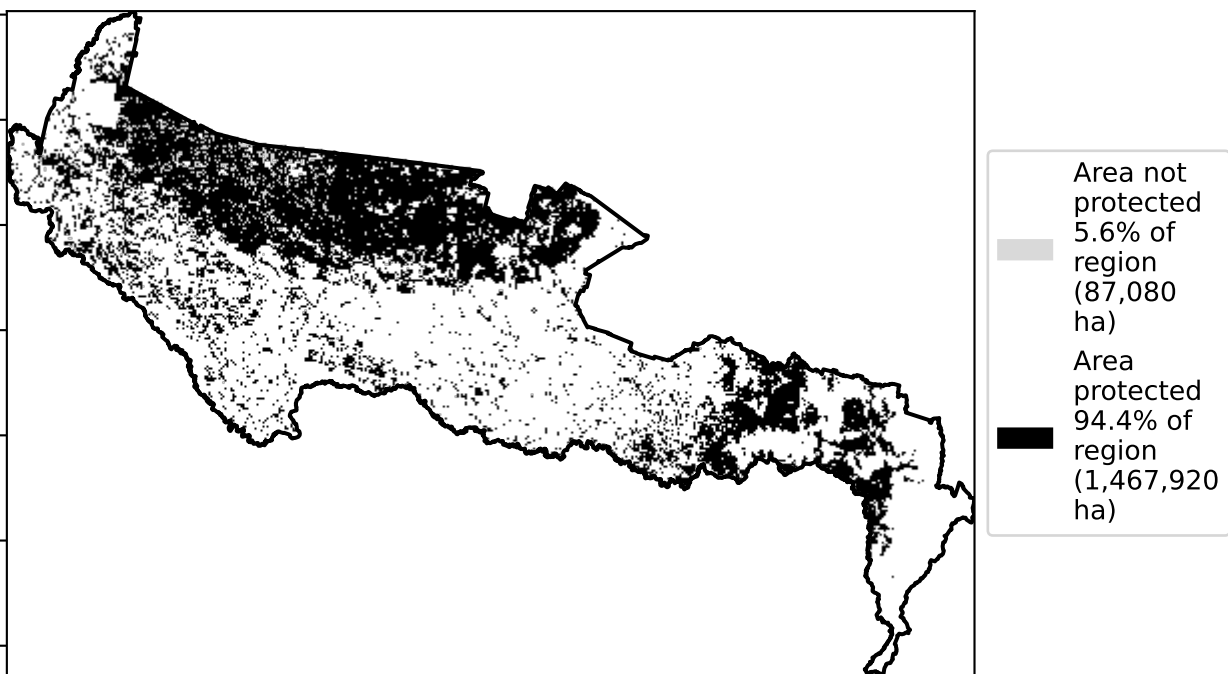 Area not
protected
5.6% of
region
(87,080
ha)
Area
protected
94.4% of
region
(1,467,920
ha)